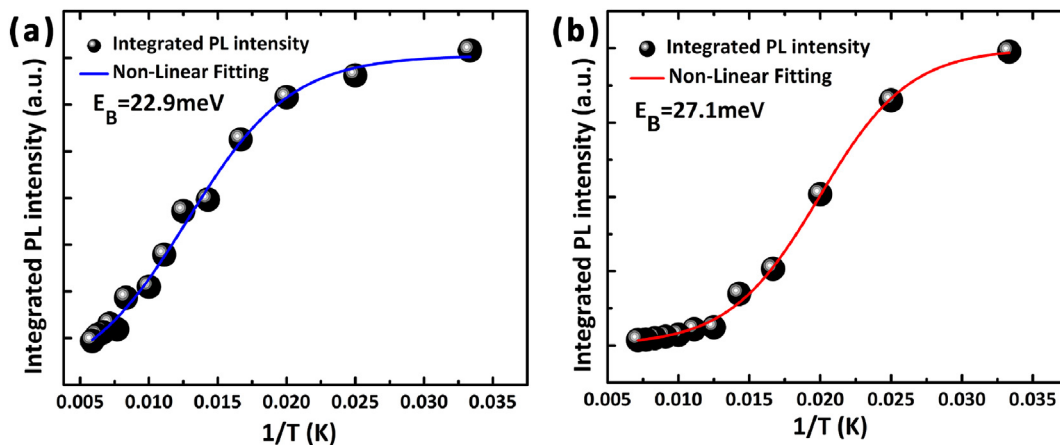 (a)
Integrated PL intensity
Non-Linear Fitting
E_B=22.9meV
Integrated PL intensity (a.u.)
0.005 0.010 0.015 0.020 0.025 0.030 0.035
1/T (K)
(b)
Integrated PL intensity
Non-Linear Fitting
E_B=27.1meV
Integrated PL intensity (a.u.)
0.005 0.010 0.015 0.020 0.025 0.030 0.035
1/T (K)